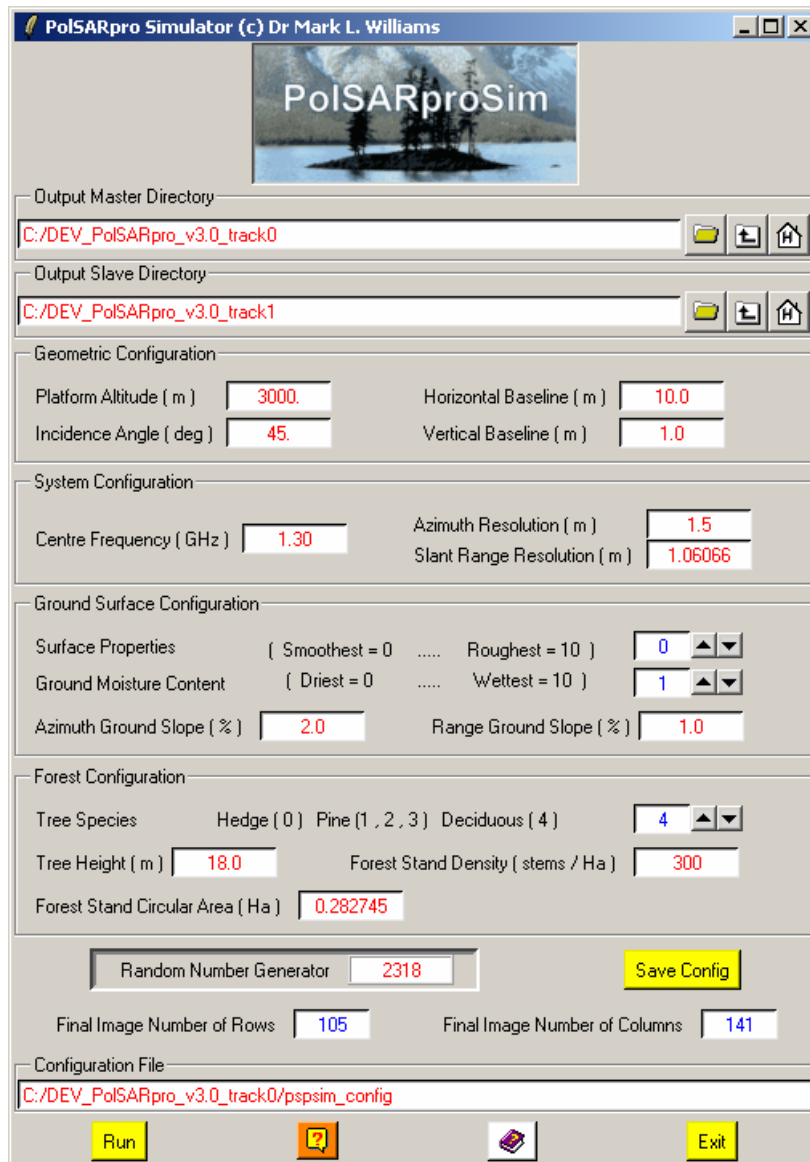 PolSARpro Simulator (c) Dr Mark L. Williams
PolSARproSim
Output Master Directory
C:/DEV_PolSARpro_v3.0_track0
Output Slave Directory
C:/DEV_PolSARpro_v3.0_track1
Geometric Configuration
Platform Altitude ( m ) 3000. Horizontal Baseline ( m ) 10.0
Incidence Angle ( deg ) 45. Vertical Baseline ( m ) 1.0
System Configuration
Centre Frequency ( GHz ) 1.30 Azimuth Resolution ( m ) 1.5
Slant Range Resolution ( m ) 1.06066
Ground Surface Configuration
Surface Properties ( Smoothest = 0 ..... Roughest = 10 ) 0
Ground Moisture Content ( Driest = 0 ..... Wettest = 10 ) 1
Azimuth Ground Slope ( % ) 2.0 Range Ground Slope ( % ) 1.0
Forest Configuration
Tree Species Hedge ( 0 ) Pine (1 , 2 , 3 ) Deciduous ( 4 ) 4
Tree Height ( m ) 18.0 Forest Stand Density ( stems / Ha ) 300
Forest Stand Circular Area ( Ha ) 0.282745
Random Number Generator 2318 Save Config
Final Image Number of Rows 105 Final Image Number of Columns 141
Configuration File
C:/DEV_PolSARpro_v3.0_track0/pspsim_config
Run ? ? Exit